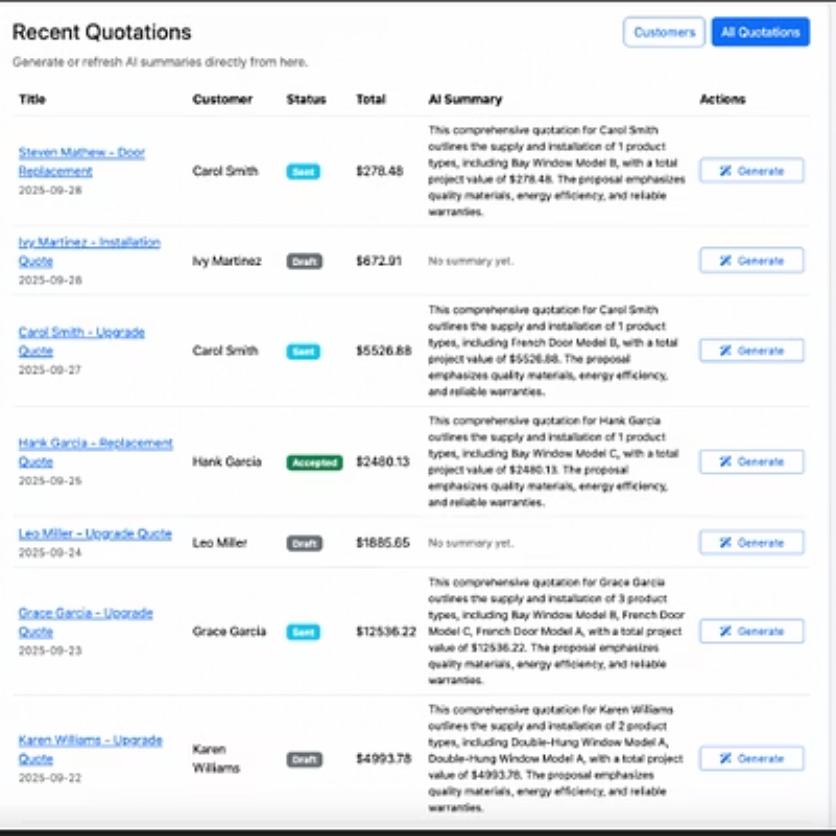 Recent Quotations
Customers
All Quotations
Generate or refresh AI summaries directly from here.
Title Customer Status Total AI Summary Actions
Steven Mathew - Door
Replacement
2025-09-28
Carol Smith
Sent
$278.48
This comprehensive quotation for Carol Smith
outlines the supply and installation of 1 product
types, including Bay Window Model B, with a total
project value of $278.48. The proposal emphasizes
quality materials, energy efficiency, and reliable
warranties.
Generate
Ivy Martinez - Installation
Quote
2025-09-28
Ivy Martinez
Draft
$672.91
No summary yet.
Generate
Carol Smith - Upgrade
Quote
2025-09-27
Carol Smith
Sent
$5526.88
This comprehensive quotation for Carol Smith
outlines the supply and installation of 1 product
types, including French Door Model B, with a total
project value of $5526.88. The proposal
emphasizes quality materials, energy efficiency,
and reliable warranties.
Generate
Hank Garcia - Replacement
Quote
2025-09-25
Hank Garcia
Accepted
$2480.13
This comprehensive quotation for Hank Garcia
outlines the supply and installation of 1 product
types, including Bay Window Model C, with a total
project value of $2480.13. The proposal
emphasizes quality materials, energy efficiency,
and reliable warranties.
Generate
Leo Miller - Upgrade Quote
2025-09-24
Leo Miller
Draft
$1885.65
No summary yet.
Generate
Grace Garcia - Upgrade
Quote
2025-09-23
Grace Garcia
Sent
$12536.22
This comprehensive quotation for Grace Garcia
outlines the supply and installation of 3 product
types, including Bay Window Model B, French Door
Model C, French Door Model A, with a total project
value of $12536.22. The proposal emphasizes
quality materials, energy efficiency, and reliable
warranties.
Generate
Karen Williams - Upgrade
Quote
2025-09-22
Karen
Williams
Draft
$4993.78
This comprehensive quotation for Karen Williams
outlines the supply and installation of 2 product
types, including Double-Hung Window Model A,
Double-Hung Window Model A, with a total project
value of $4993.78. The proposal emphasizes
quality materials, energy efficiency, and reliable
warranties.
Generate